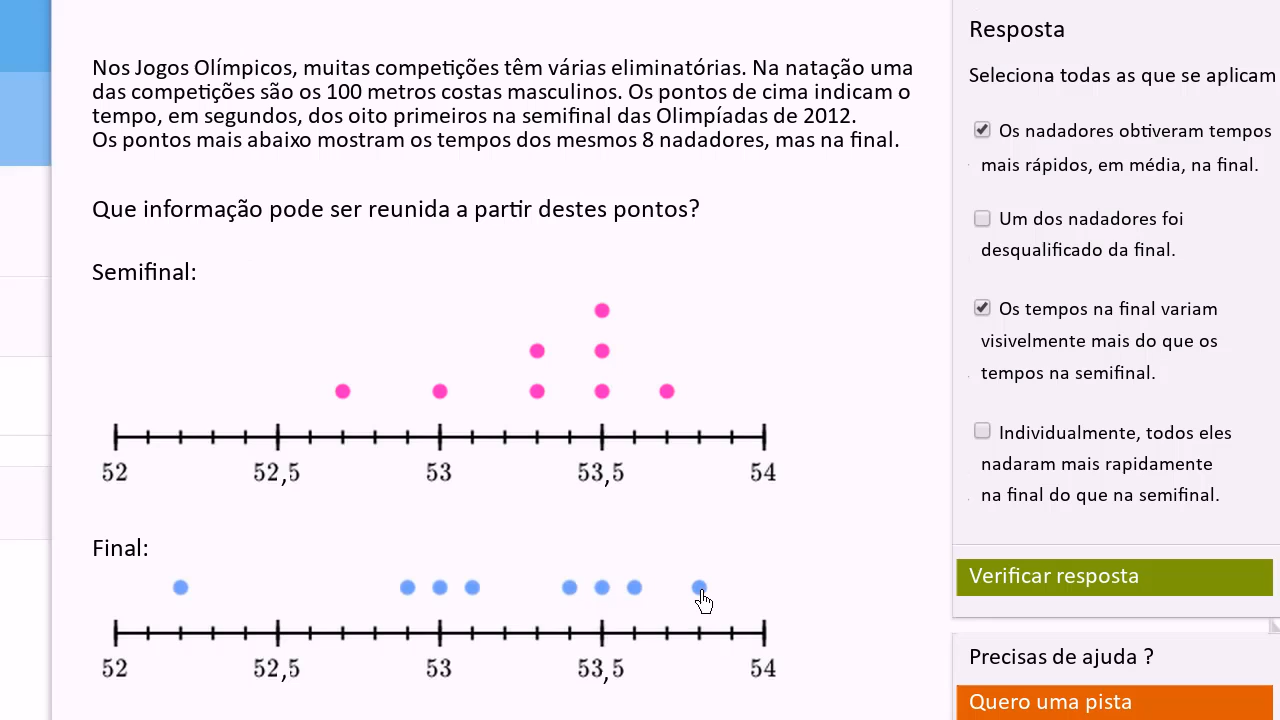 Nos Jogos Olímpicos, muitas competições têm várias eliminatórias. Na natação uma
das competições são os 100 metros costas masculinos. Os pontos de cima indicam o
tempo, em segundos, dos oito primeiros na semifinal das Olimpíadas de 2012.
Os pontos mais abaixo mostram os tempos dos mesmos 8 nadadores, mas na final.
Que informação pode ser reunida a partir destes pontos?
Semifinal:
52 52,5 53 53,5 54
Final:
52 52,5 53 53,5 54
Resposta
Seleciona todas as que se aplicam
Os nadadores obtiveram tempos
mais rápidos, em média, na final.
Um dos nadadores foi
desqualificado da final.
Os tempos na final variam
visivelmente mais do que os
tempos na semifinal.
Individualmente, todos eles
nadaram mais rapidamente
na final do que na semifinal.
Verificar resposta
Precisas de ajuda ?
Quero uma pista